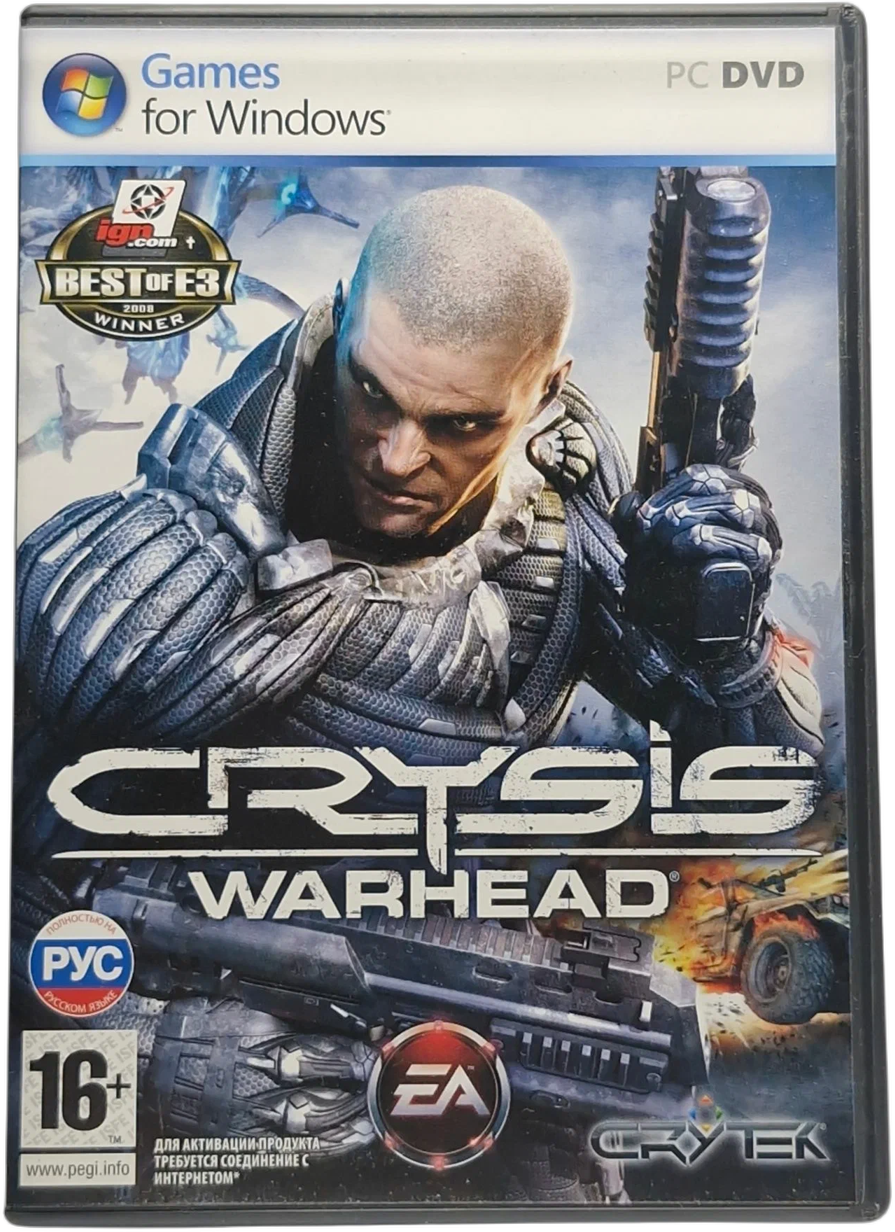 Games
for Windows®
PC DVD
ign
.com
BEST OF E3
2008
WINNER
CRYSIS
WARHEAD®
ПОЛНОСТЬЮ НА
РУС
РУССКОМ ЯЗЫКЕ
16+
TM
www.pegi.info
ДЛЯ АКТИВАЦИИ ПРОДУКТА
ТРЕБУЕТСЯ СОЕДИНЕНИЕ С
ИНТЕРНЕТОМ*
EA
CRYTEK